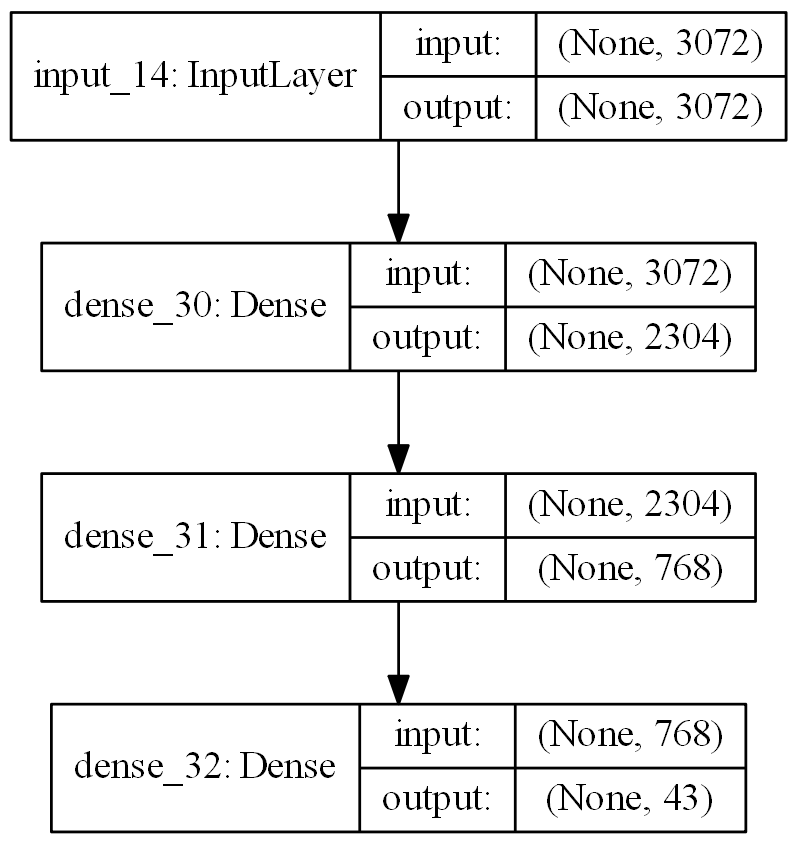 input_14: InputLayer
input:
(None, 3072)
output:
(None, 3072)
dense_30: Dense
input:
(None, 3072)
output:
(None, 2304)
dense_31: Dense
input:
(None, 2304)
output:
(None, 768)
dense_32: Dense
input:
(None, 768)
output:
(None, 43)